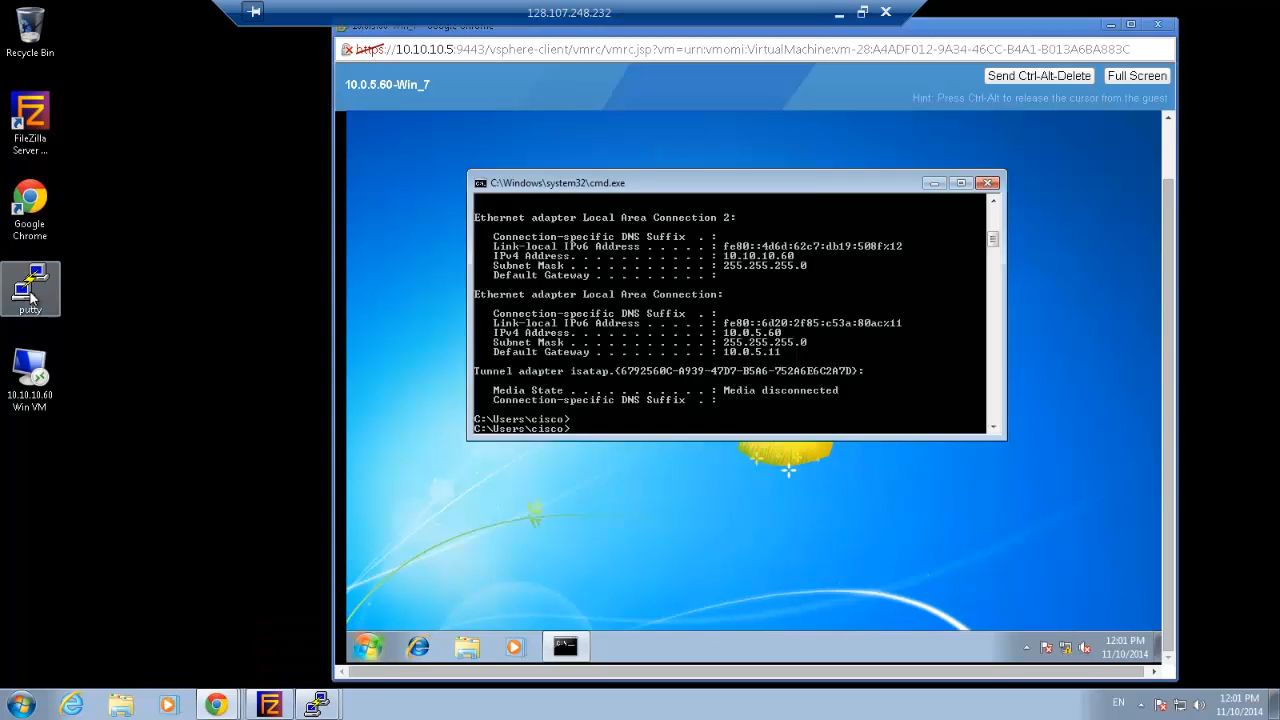 128.107.248.232
Recycle Bin
FileZilla
Server ...
Google
Chrome
putty
10.10.10.60
Win VM
Google Chrome
https://10.10.10.5:9443/vsphere-client/vmrc/vmrc.jsp?vm=urn:vmomi:VirtualMachine:vm-28:A4ADF012-9A34-46CC-B4A1-B013A6BA883C
10.0.5.60-Win_7
Send Ctrl-Alt-Delete
Full Screen
Hint: Press Ctrl-Alt to release the cursor from the guest
C:\Windows\system32\cmd.exe
Ethernet adapter Local Area Connection 2:
Connection-specific DNS Suffix . :
Link-local IPv6 Address . . . . . : fe80::4d6d:62c7:db19:508f%12
IPv4 Address. . . . . . . . . . . : 10.10.10.60
Subnet Mask . . . . . . . . . . . : 255.255.255.0
Default Gateway . . . . . . . . . :
Ethernet adapter Local Area Connection:
Connection-specific DNS Suffix . :
Link-local IPv6 Address . . . . . : fe80::6d20:2f85:c53a:80ac%11
IPv4 Address. . . . . . . . . . . : 10.0.5.60
Subnet Mask . . . . . . . . . . . : 255.255.255.0
Default Gateway . . . . . . . . . : 10.0.5.11
Tunnel adapter isatap.{6792560C-A939-47D7-B5A6-752A6E6C2A7D}:
Media State . . . . . . . . . . . : Media disconnected
Connection-specific DNS Suffix . :
C:\Users\cisco>
C:\Users\cisco>
12:01 PM
11/10/2014
EN
12:01 PM
11/10/2014